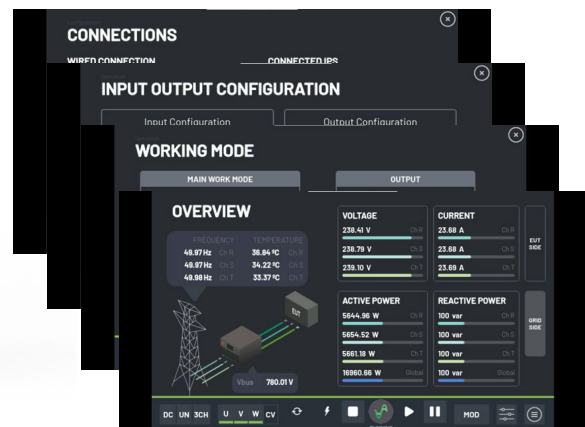 CONNECTIONS
WIRED CONNECTION CONNECTED IPS
INPUT OUTPUT CONFIGURATION
Input Configuration Output Configuration
WORKING MODE
MAIN WORK MODE OUTPUT
OVERVIEW
FREQUENCY TEMPERATURE
49.97 Hz Ch R 36.84 ºC Ch R
49.97 Hz Ch S 34.22 ºC Ch S
49.98 Hz Ch T 33.37 ºC Ch T
EUT
Vbus 780.01 V
VOLTAGE
238.41 V Ch R
238.79 V Ch S
239.10 V Ch T
CURRENT
23.68 A Ch R
23.68 A Ch S
23.69 A Ch T
EUT
SIDE
ACTIVE POWER
5644.96 W Ch R
5654.52 W Ch S
5661.18 W Ch T
16960.66 W Global
REACTIVE POWER
100 var Ch R
100 var Ch S
100 var Ch T
100 var Global
GRID
SIDE
DC UN 3CH U V W CV MOD